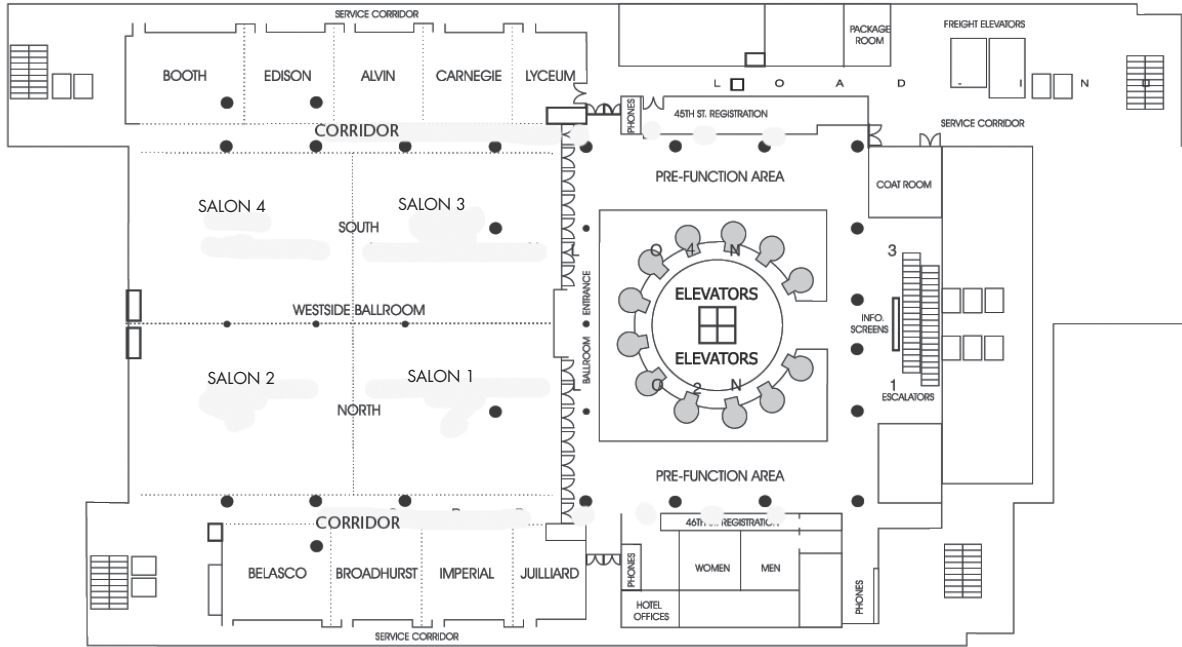 SERVICE CORRIDOR
PACKAGE
ROOM
FREIGHT ELEVATORS
BOOTH
EDISON
ALVIN
CARNEGIE
LYCEUM
L O A D - I N
PHONES
45TH ST. REGISTRATION
SERVICE CORRIDOR
CORRIDOR
PRE-FUNCTION AREA
COAT ROOM
SALON 4
SALON 3
SOUTH
O 4 N
3
ELEVATORS
BALLROOM ENTRANCE
WESTSIDE BALLROOM
INFO.
SCREENS
ELEVATORS
SALON 2
SALON 1
O 2 N
1
ESCALATORS
NORTH
PRE-FUNCTION AREA
CORRIDOR
46TH ST. REGISTRATION
BELASCO
BROADHURST
IMPERIAL
JUILLIARD
PHONES
WOMEN
MEN
PHONES
HOTEL
OFFICES
SERVICE CORRIDOR